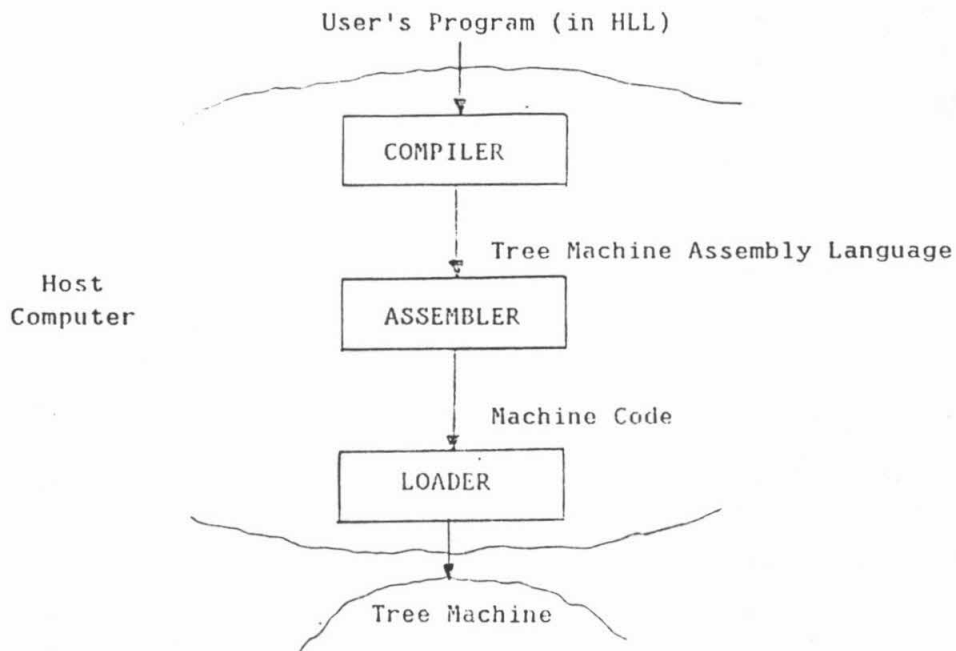 User's Program (in HLL)
COMPILER
Tree Machine Assembly Language
Host
Computer
ASSEMBLER
Machine Code
LOADER
Tree Machine